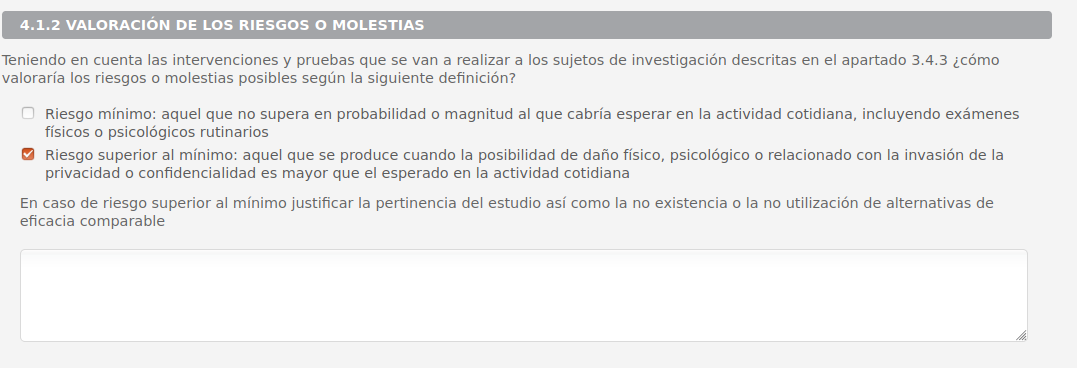 4.1.2 VALORACIÓN DE LOS RIESGOS O MOLESTIAS
Teniendo en cuenta las intervenciones y pruebas que se van a realizar a los sujetos de investigación descritas en el apartado 3.4.3 ¿cómo
valoraría los riesgos o molestias posibles según la siguiente definición?
Riesgo mínimo: aquel que no supera en probabilidad o magnitud al que cabría esperar en la actividad cotidiana, incluyendo exámenes
físicos o psicológicos rutinarios
Riesgo superior al mínimo: aquel que se produce cuando la posibilidad de daño físico, psicológico o relacionado con la invasión de la
privacidad o confidencialidad es mayor que el esperado en la actividad cotidiana
En caso de riesgo superior al mínimo justificar la pertinencia del estudio así como la no existencia o la no utilización de alternativas de
eficacia comparable